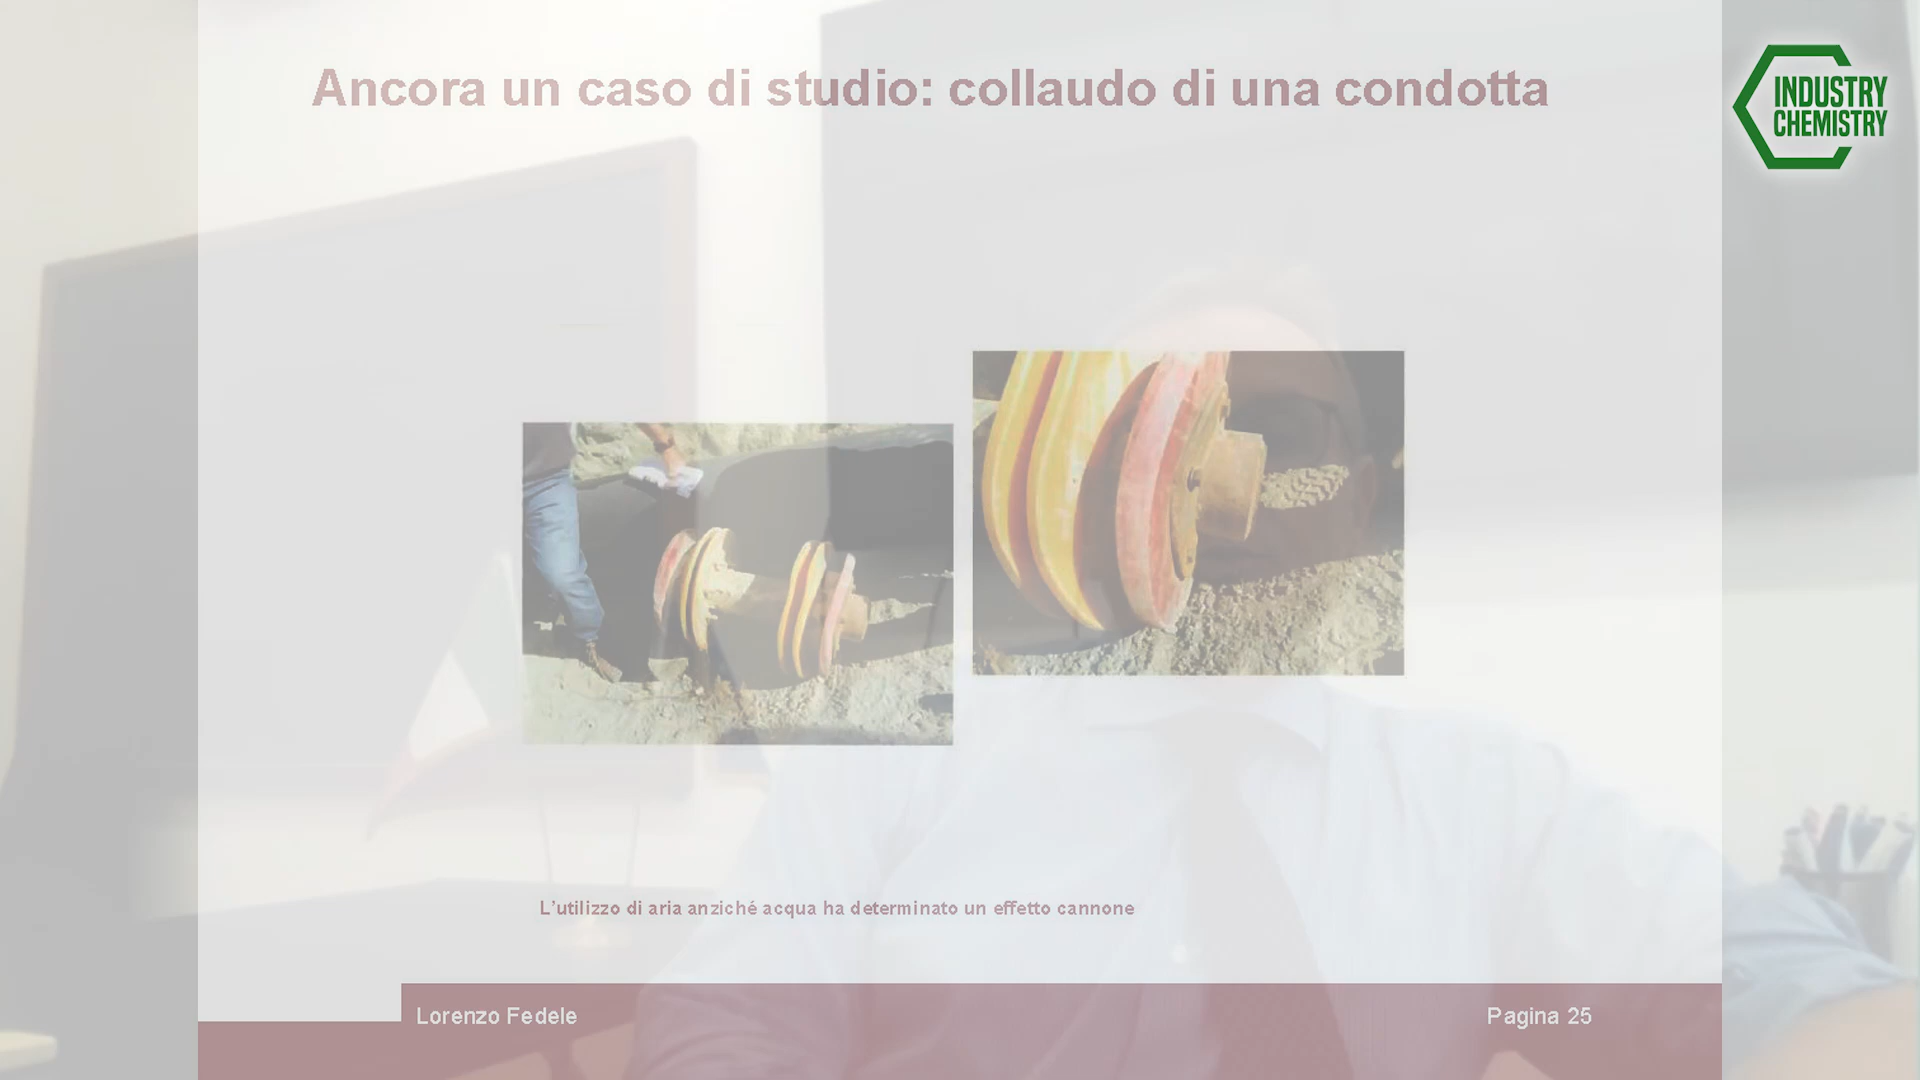 Ancora un caso di studio: collaudo di una condotta
INDUSTRY
CHEMISTRY
L'utilizzo di aria anziché acqua ha determinato un effetto cannone
Lorenzo Fedele
Pagina 25